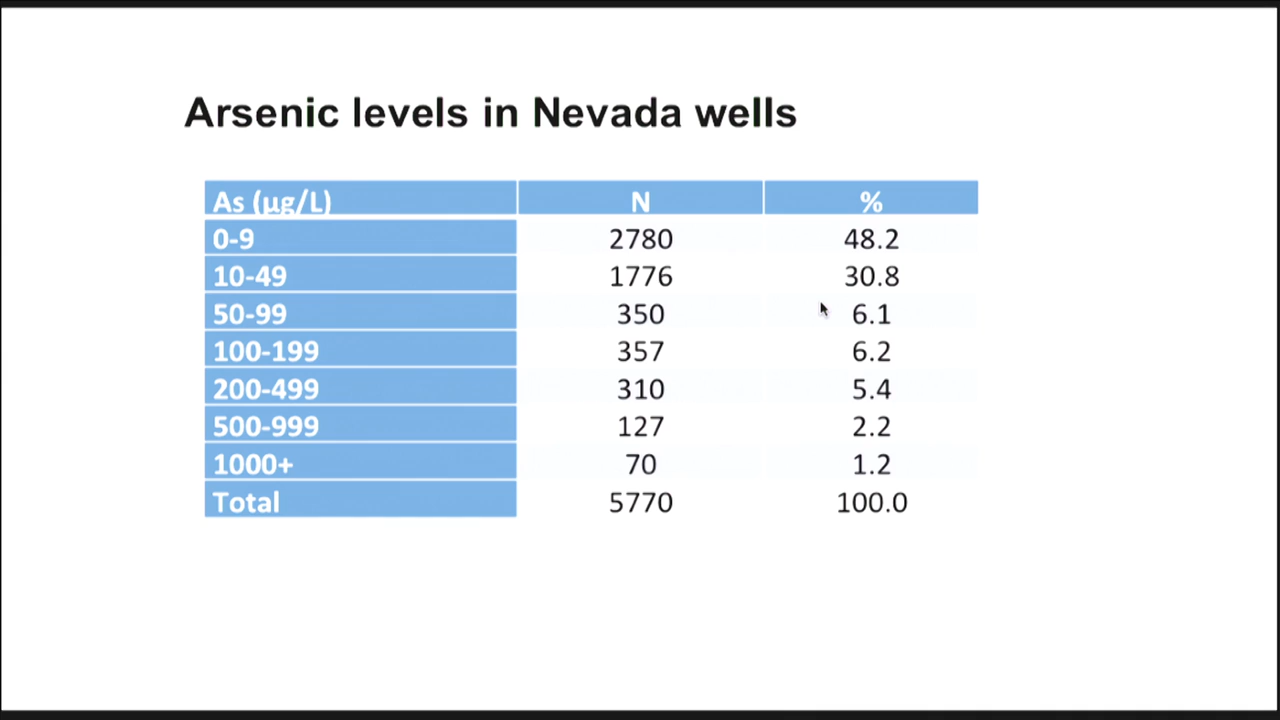 Arsenic levels in Nevada wells
As (µg/L) N %
0-9 2780 48.2
10-49 1776 30.8
50-99 350 6.1
100-199 357 6.2
200-499 310 5.4
500-999 127 2.2
1000+ 70 1.2
Total 5770 100.0